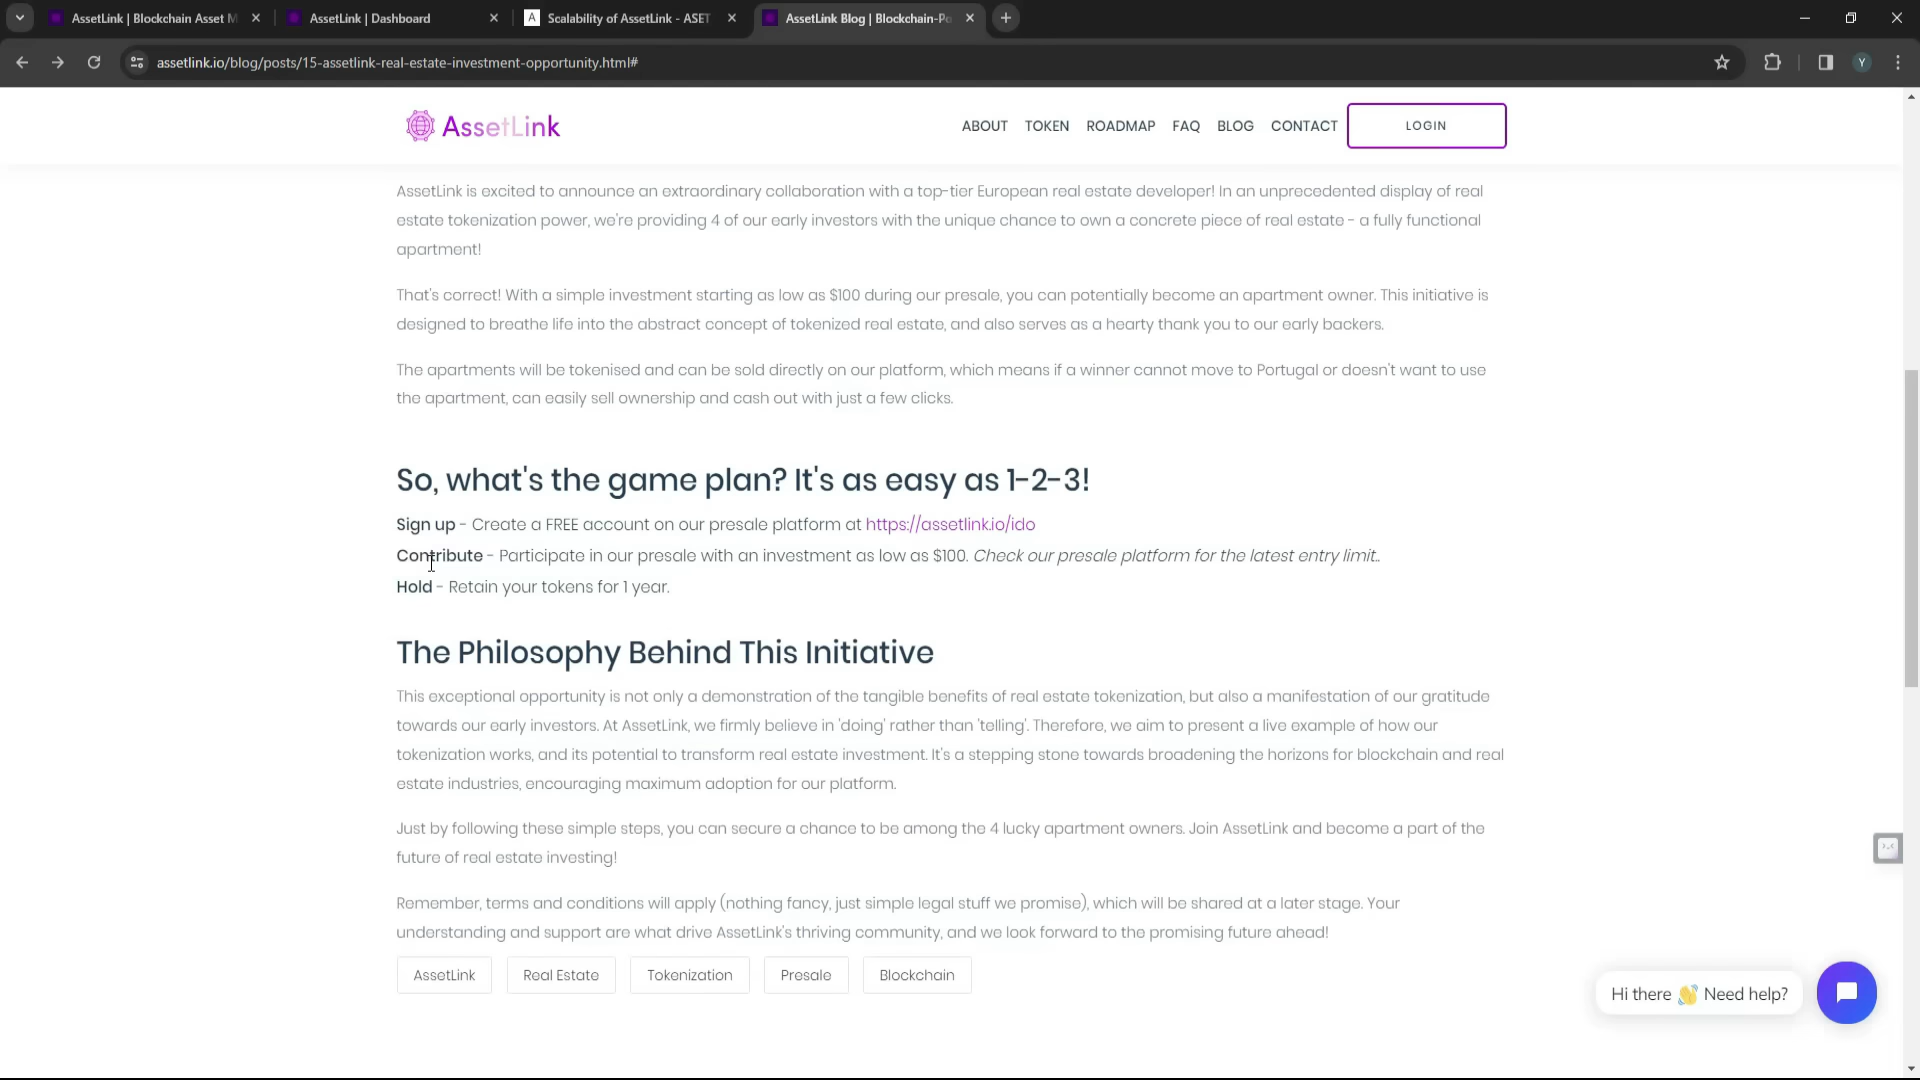 AssetLink | Blockchain Asset M
AssetLink | Dashboard
A Scalability of AssetLink - ASET
AssetLink Blog | Blockchain-Po
assetlink.io/blog/posts/15-assetlink-real-estate-investment-opportunity.html#
Y
AssetLink
ABOUT TOKEN ROADMAP FAQ BLOG CONTACT LOGIN
AssetLink is excited to announce an extraordinary collaboration with a top-tier European real estate developer! In an unprecedented display of real
estate tokenization power, we're providing 4 of our early investors with the unique chance to own a concrete piece of real estate - a fully functional
apartment!
That's correct! With a simple investment starting as low as $100 during our presale, you can potentially become an apartment owner. This initiative is
designed to breathe life into the abstract concept of tokenized real estate, and also serves as a hearty thank you to our early backers.
The apartments will be tokenised and can be sold directly on our platform, which means if a winner cannot move to Portugal or doesn't want to use
the apartment, can easily sell ownership and cash out with just a few clicks.
So, what's the game plan? It's as easy as 1-2-3!
Sign up - Create a FREE account on our presale platform at https://assetlink.io/ido
Contribute - Participate in our presale with an investment as low as $100. Check our presale platform for the latest entry limit..
Hold - Retain your tokens for 1 year.
The Philosophy Behind This Initiative
This exceptional opportunity is not only a demonstration of the tangible benefits of real estate tokenization, but also a manifestation of our gratitude
towards our early investors. At AssetLink, we firmly believe in 'doing' rather than 'telling'. Therefore, we aim to present a live example of how our
tokenization works, and its potential to transform real estate investment. It's a stepping stone towards broadening the horizons for blockchain and real
estate industries, encouraging maximum adoption for our platform.
Just by following these simple steps, you can secure a chance to be among the 4 lucky apartment owners. Join AssetLink and become a part of the
future of real estate investing!
Remember, terms and conditions will apply (nothing fancy, just simple legal stuff we promise), which will be shared at a later stage. Your
understanding and support are what drive AssetLink's thriving community, and we look forward to the promising future ahead!
AssetLink Real Estate Tokenization Presale Blockchain
Hi there 👋 Need help?